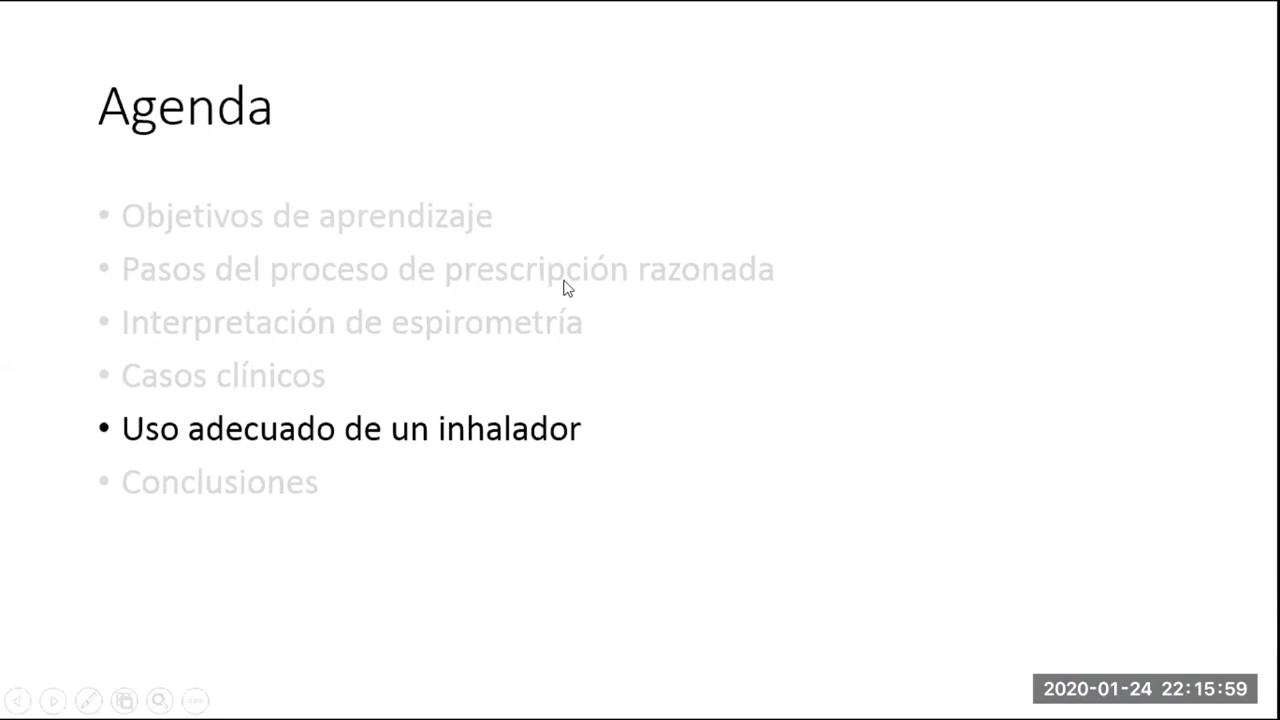 Agenda
• Objetivos de aprendizaje
• Pasos del proceso de prescripción razonada
• Interpretación de espirometría
• Casos clínicos
• Uso adecuado de un inhalador
• Conclusiones
2020-01-24 22:15:59